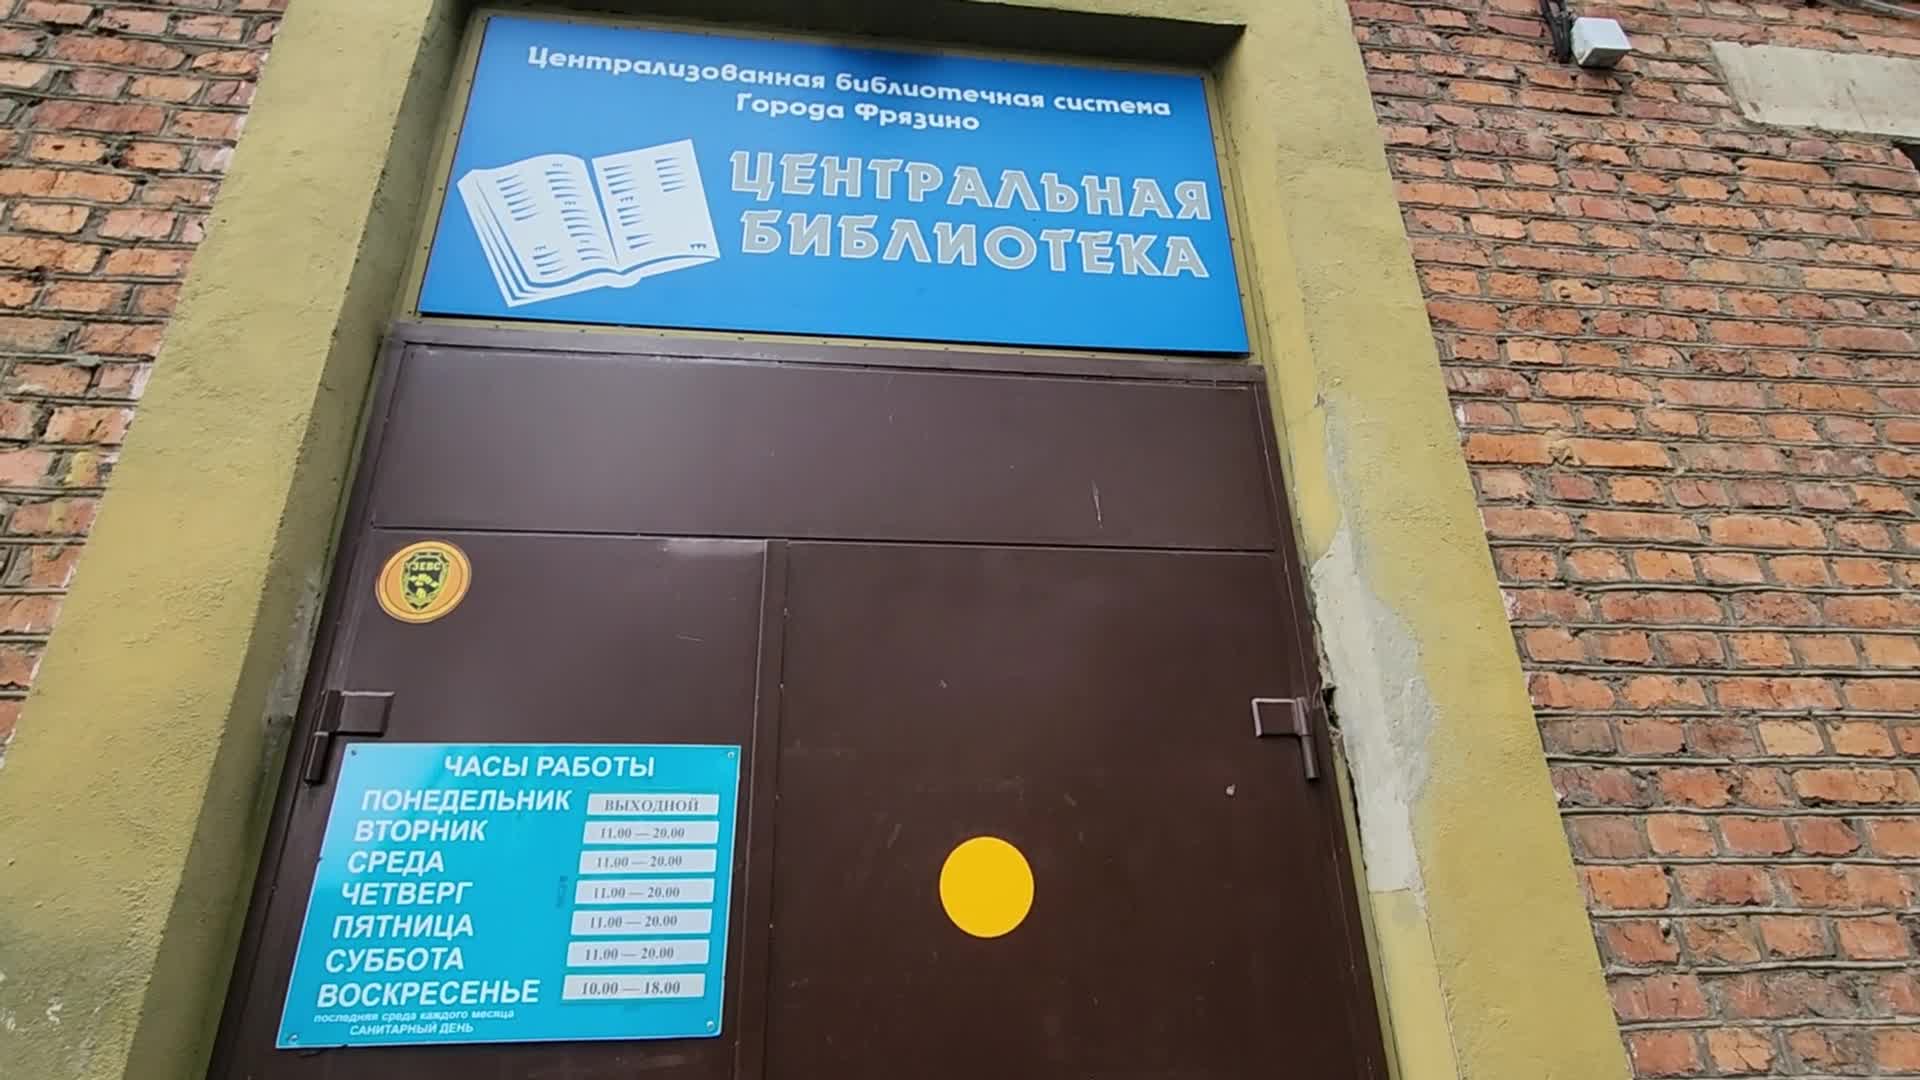 Централизованная библиотечная система
Города Фрязино
ЦЕНТРАЛЬНАЯ
БИБЛИОТЕКА
ЗЕВС
ЧАСЫ РАБОТЫ
ПОНЕДЕЛЬНИК ВЫХОДНОЙ
ВТОРНИК 11.00 — 20.00
СРЕДА 11.00 — 20.00
ЧЕТВЕРГ 11.00 — 20.00
ПЯТНИЦА 11.00 — 20.00
СУББОТА 11.00 — 20.00
ВОСКРЕСЕНЬЕ 10.00 — 18.00
последняя среда каждого месяца
САНИТАРНЫЙ ДЕНЬ